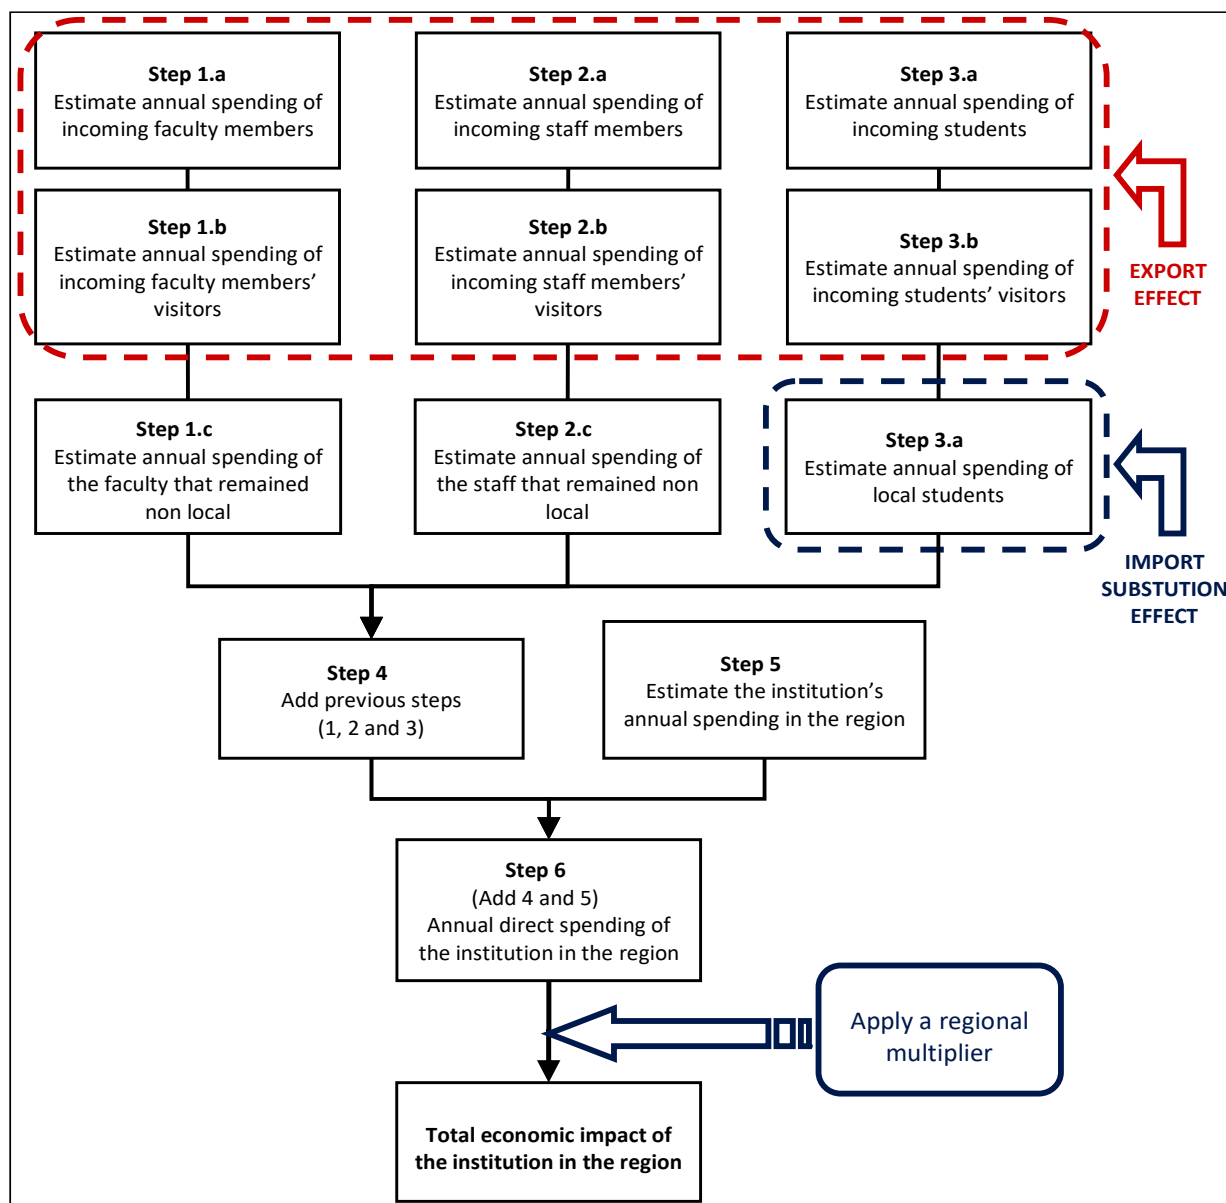 Step 1.a
Estimate annual spending of
incoming faculty members
Step 2.a
Estimate annual spending of
incoming staff members
Step 3.a
Estimate annual spending of
incoming students
Step 1.b
Estimate annual spending of
incoming faculty members’
visitors
Step 2.b
Estimate annual spending of
incoming staff members’
visitors
Step 3.b
Estimate annual spending of
incoming students’ visitors
EXPORT
EFFECT
Step 1.c
Estimate annual spending of
the faculty that remained
non local
Step 2.c
Estimate annual spending of
the staff that remained non
local
Step 3.a
Estimate annual spending of
local students
IMPORT
SUBSTUTION
EFFECT
Step 4
Add previous steps
(1, 2 and 3)
Step 5
Estimate the institution’s
annual spending in the region
Step 6
(Add 4 and 5)
Annual direct spending of
the institution in the region
Apply a regional
multiplier
Total economic impact of
the institution in the region